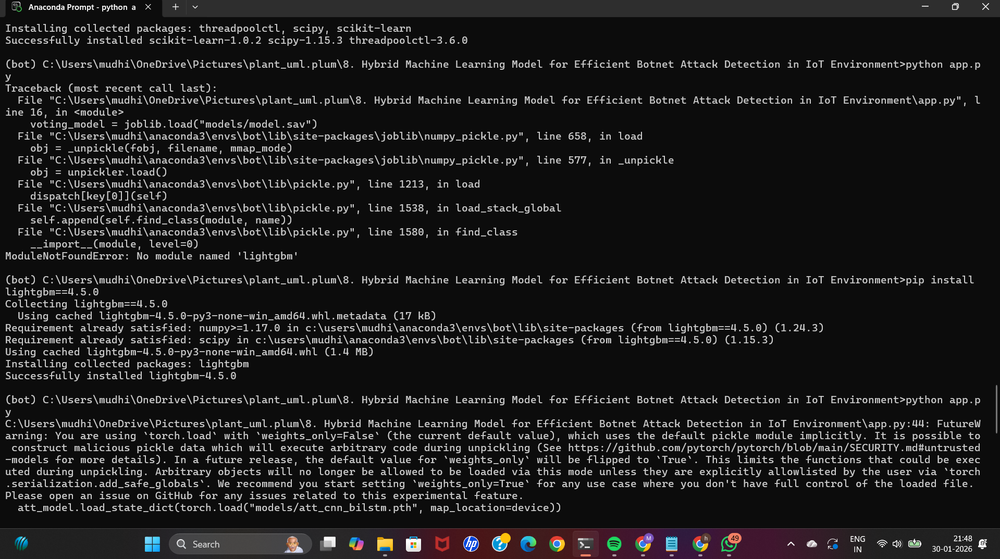 Anaconda Prompt - python  a
Installing collected packages: threadpoolctl, scipy, scikit-learn
Successfully installed scikit-learn-1.0.2 scipy-1.15.3 threadpoolctl-3.6.0
(bot) C:\Users\mudhi\OneDrive\Pictures\plant_uml.plum\8. Hybrid Machine Learning Model for Efficient Botnet Attack Detection in IoT Environment>python app.p
y
Traceback (most recent call last):
  File "C:\Users\mudhi\OneDrive\Pictures\plant_uml.plum\8. Hybrid Machine Learning Model for Efficient Botnet Attack Detection in IoT Environment\app.py", l
ine 16, in <module>
    voting_model = joblib.load("models/model.sav")
  File "C:\Users\mudhi\anaconda3\envs\bot\lib\site-packages\joblib\numpy_pickle.py", line 658, in load
    obj = _unpickle(fobj, filename, mmap_mode)
  File "C:\Users\mudhi\anaconda3\envs\bot\lib\site-packages\joblib\numpy_pickle.py", line 577, in _unpickle
    obj = unpickler.load()
  File "C:\Users\mudhi\anaconda3\envs\bot\lib\pickle.py", line 1213, in load
    dispatch[key[0]](self)
  File "C:\Users\mudhi\anaconda3\envs\bot\lib\pickle.py", line 1538, in load_stack_global
    self.append(self.find_class(module, name))
  File "C:\Users\mudhi\anaconda3\envs\bot\lib\pickle.py", line 1580, in find_class
    __import__(module, level=0)
ModuleNotFoundError: No module named 'lightgbm'
(bot) C:\Users\mudhi\OneDrive\Pictures\plant_uml.plum\8. Hybrid Machine Learning Model for Efficient Botnet Attack Detection in IoT Environment>pip install
lightgbm==4.5.0
Collecting lightgbm==4.5.0
  Using cached lightgbm-4.5.0-py3-none-win_amd64.whl.metadata (17 kB)
Requirement already satisfied: numpy>=1.17.0 in c:\users\mudhi\anaconda3\envs\bot\lib\site-packages (from lightgbm==4.5.0) (1.24.3)
Requirement already satisfied: scipy in c:\users\mudhi\anaconda3\envs\bot\lib\site-packages (from lightgbm==4.5.0) (1.15.3)
Using cached lightgbm-4.5.0-py3-none-win_amd64.whl (1.4 MB)
Installing collected packages: lightgbm
Successfully installed lightgbm-4.5.0
(bot) C:\Users\mudhi\OneDrive\Pictures\plant_uml.plum\8. Hybrid Machine Learning Model for Efficient Botnet Attack Detection in IoT Environment>python app.p
y
C:\Users\mudhi\OneDrive\Pictures\plant_uml.plum\8. Hybrid Machine Learning Model for Efficient Botnet Attack Detection in IoT Environment\app.py:44: FutureW
arning: You are using `torch.load` with `weights_only=False` (the current default value), which uses the default pickle module implicitly. It is possible to
 construct malicious pickle data which will execute arbitrary code during unpickling (See https://github.com/pytorch/pytorch/blob/main/SECURITY.md#untrusted
-models for more details). In a future release, the default value for `weights_only` will be flipped to `True`. This limits the functions that could be exec
uted during unpickling. Arbitrary objects will no longer be allowed to be loaded via this mode unless they are explicitly allowlisted by the user via `torch
.serialization.add_safe_globals`. We recommend you start setting `weights_only=True` for any use case where you don't have full control of the loaded file.
Please open an issue on GitHub for any issues related to this experimental feature.
  att_model.load_state_dict(torch.load("models/att_cnn_bilstm.pth", map_location=device))
Search
hp
M
h
49
ENG
IN
21:48
30-01-2026